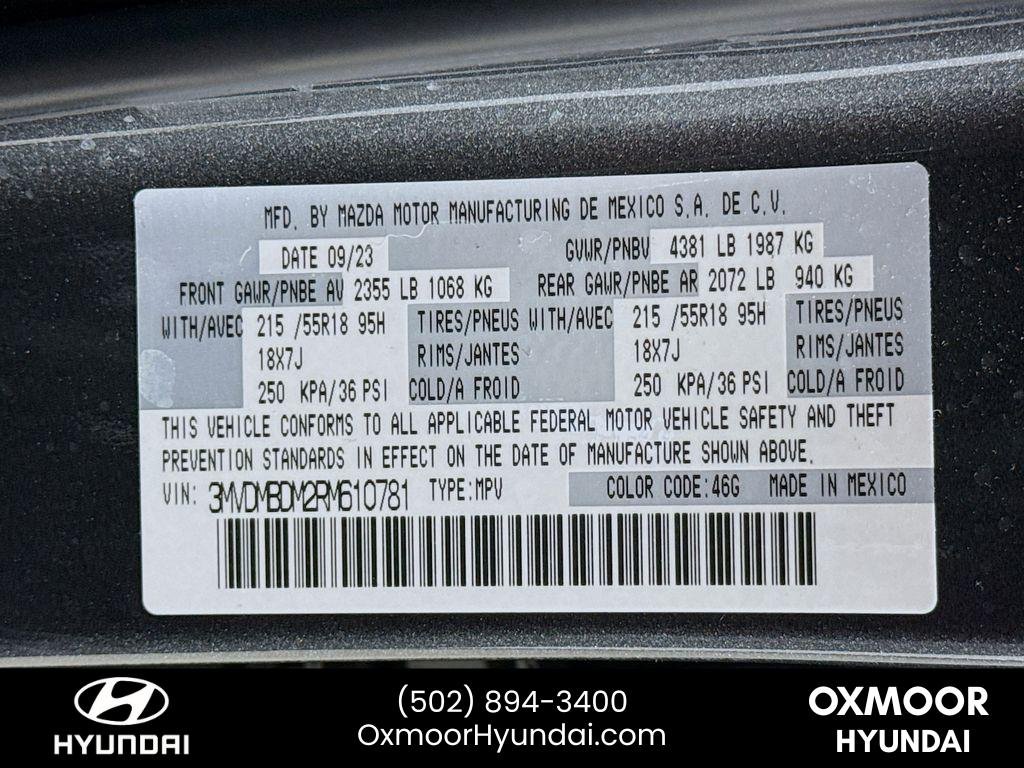 MFD. BY MAZDA MOTOR MANUFACTURING DE MEXICO S.A. DE C.V.
DATE 09/23 GVWR/PNBV 4381 LB 1987 KG
FRONT GAWR/PNBE AV 2355 LB 1068 KG REAR GAWR/PNBE AR 2072 LB 940 KG
WITH/AVEC 215 /55R18 95H TIRES/PNEUS WITH/AVEC 215 /55R18 95H TIRES/PNEUS
18X7J RIMS/JANTES 18X7J RIMS/JANTES
250 KPA/36 PSI COLD/A FROID 250 KPA/36 PSI COLD/A FROID
THIS VEHICLE CONFORMS TO ALL APPLICABLE FEDERAL MOTOR VEHICLE SAFETY AND THEFT
PREVENTION STANDARDS IN EFFECT ON THE DATE OF MANUFACTURE SHOWN ABOVE.
VIN: 3MVDMBDM2RM610781 TYPE:MPV COLOR CODE:46G MADE IN MEXICO
HYUNDAI
(502) 894-3400
OxmoorHyundai.com
OXMOOR
HYUNDAI